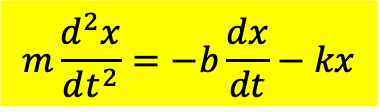 m d²x/dt² = −b dx/dt − kx